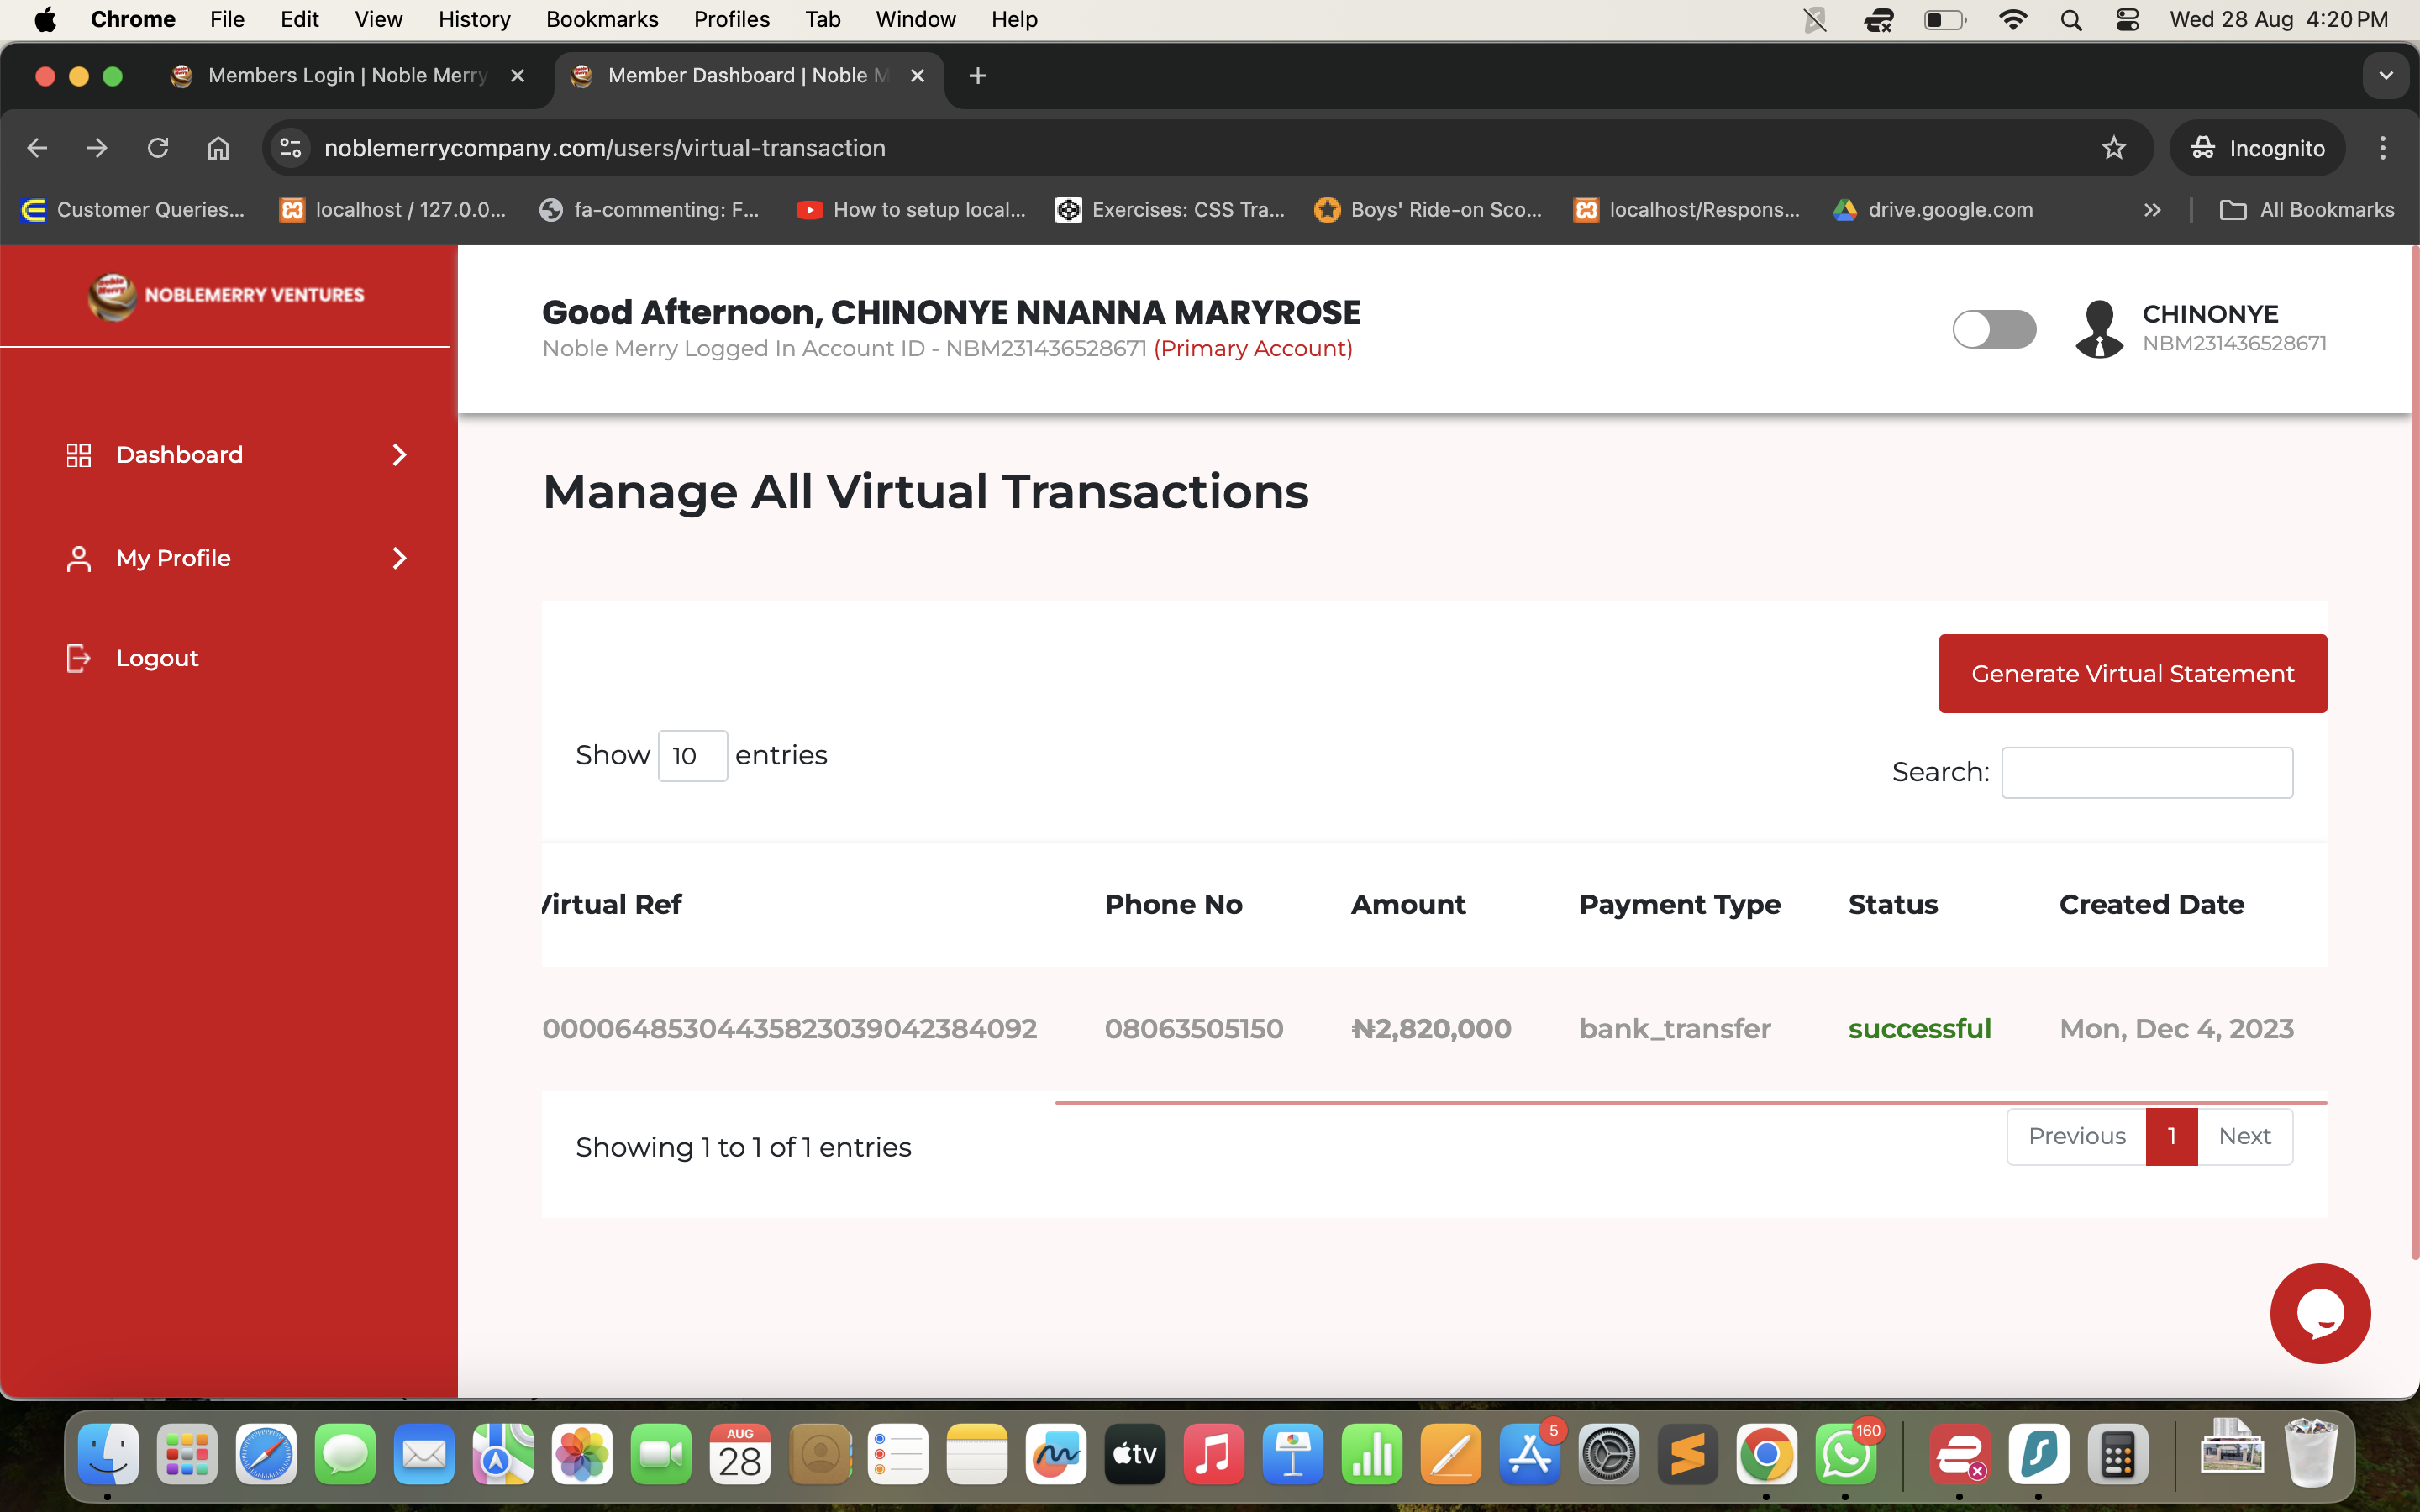 Chrome File Edit View History Bookmarks Profiles Tab Window Help Wed 28 Aug 4:20 PM
Members Login | Noble Merry Member Dashboard | Noble M
noblemerrycompany.com/users/virtual-transaction Incognito
Customer Queries... localhost / 127.0.0... fa-commenting: F... How to setup local... Exercises: CSS Tra... Boys' Ride-on Sco... localhost/Respons... drive.google.com All Bookmarks
NOBLEMERRY VENTURES
Dashboard
My Profile
Logout
Good Afternoon, CHINONYE NNANNA MARYROSE
Noble Merry Logged In Account ID - NBM231436528671 (Primary Account)
CHINONYE
NBM231436528671
Manage All Virtual Transactions
Generate Virtual Statement
Show 10 entries
Search:
Virtual Ref Phone No Amount Payment Type Status Created Date
000064853044358230390423840​92 08063505150 ₦2,820,000 bank_transfer successful Mon, Dec 4, 2023
Showing 1 to 1 of 1 entries
Previous 1 Next
AUG
28
tv
5
160